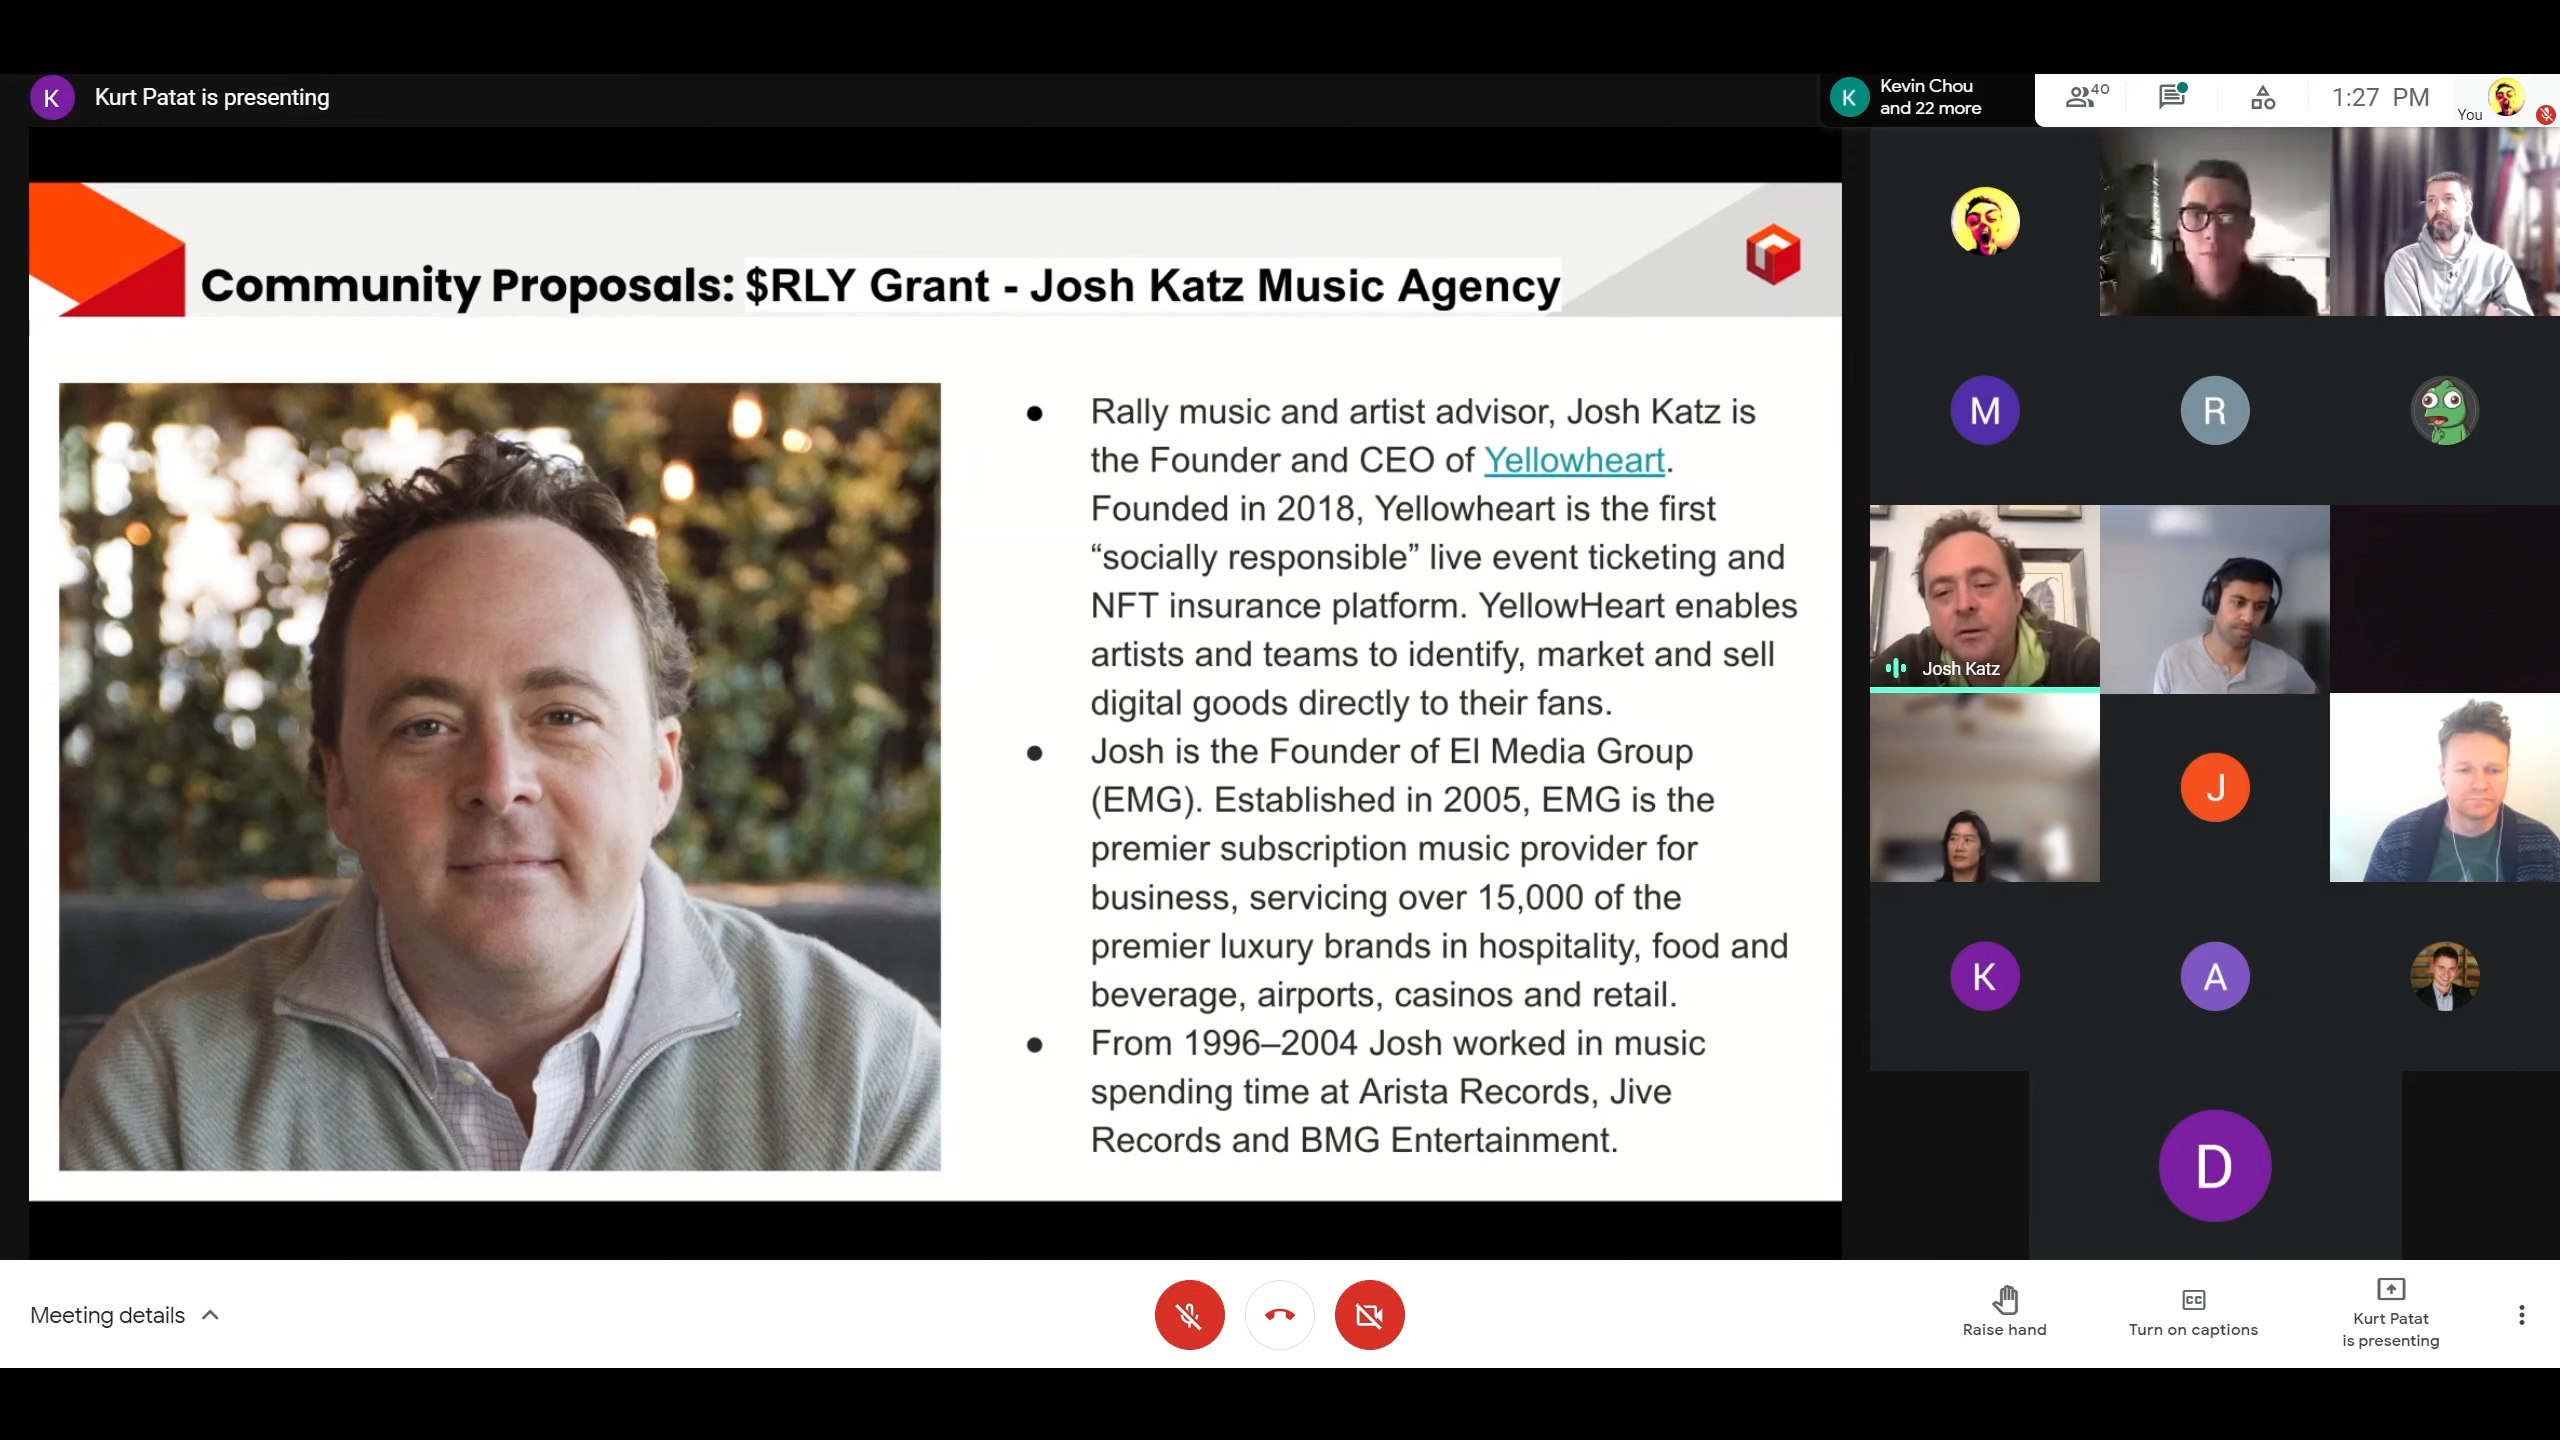 K
Kurt Patat is presenting
K
Kevin Chou
and 22 more
40
1:27 PM
You
Community Proposals: $RLY Grant - Josh Katz Music Agency
● Rally music and artist advisor, Josh Katz is
the Founder and CEO of Yellowheart.
Founded in 2018, Yellowheart is the first
“socially responsible” live event ticketing and
NFT insurance platform. YellowHeart enables
artists and teams to identify, market and sell
digital goods directly to their fans.
● Josh is the Founder of El Media Group
(EMG). Established in 2005, EMG is the
premier subscription music provider for
business, servicing over 15,000 of the
premier luxury brands in hospitality, food and
beverage, airports, casinos and retail.
● From 1996–2004 Josh worked in music
spending time at Arista Records, Jive
Records and BMG Entertainment.
M
R
Josh Katz
J
K
A
D
Meeting details
Raise hand
CC
Turn on captions
Kurt Patat
is presenting